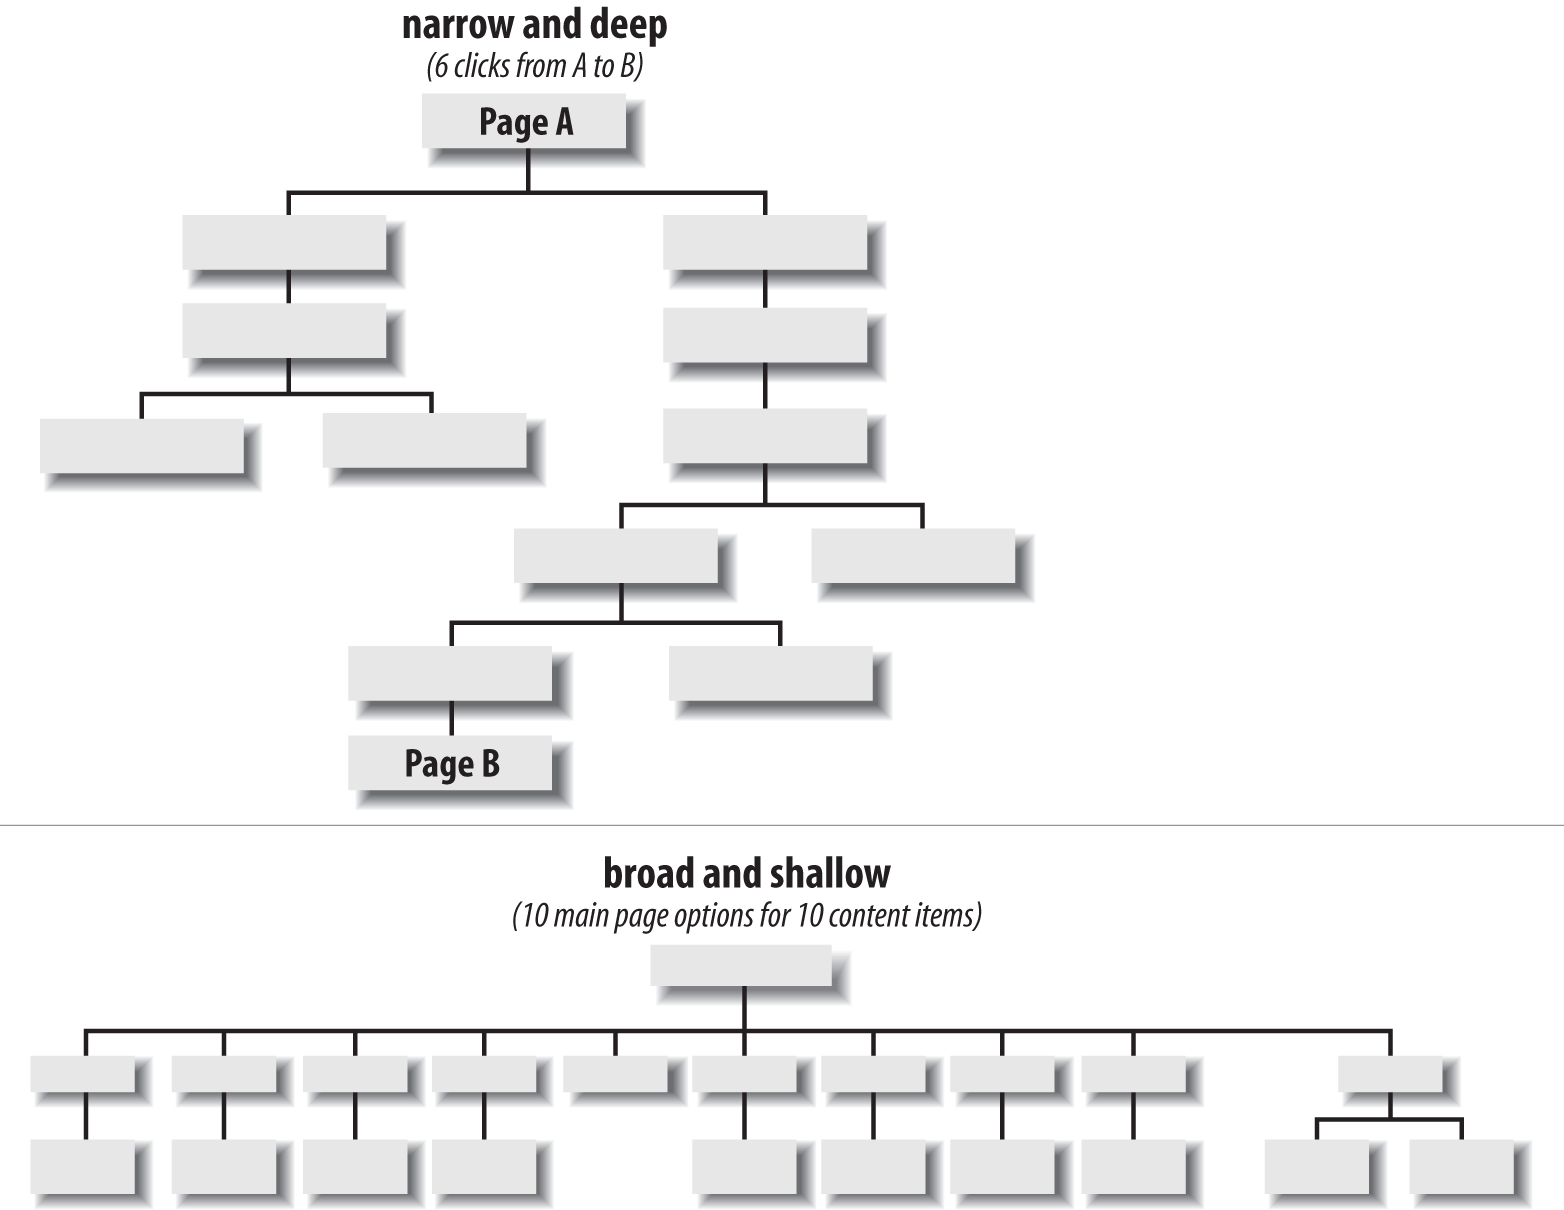 narrow and deep
(6 clicks from A to B)
Page A
Page B
broad and shallow
(10 main page options for 10 content items)